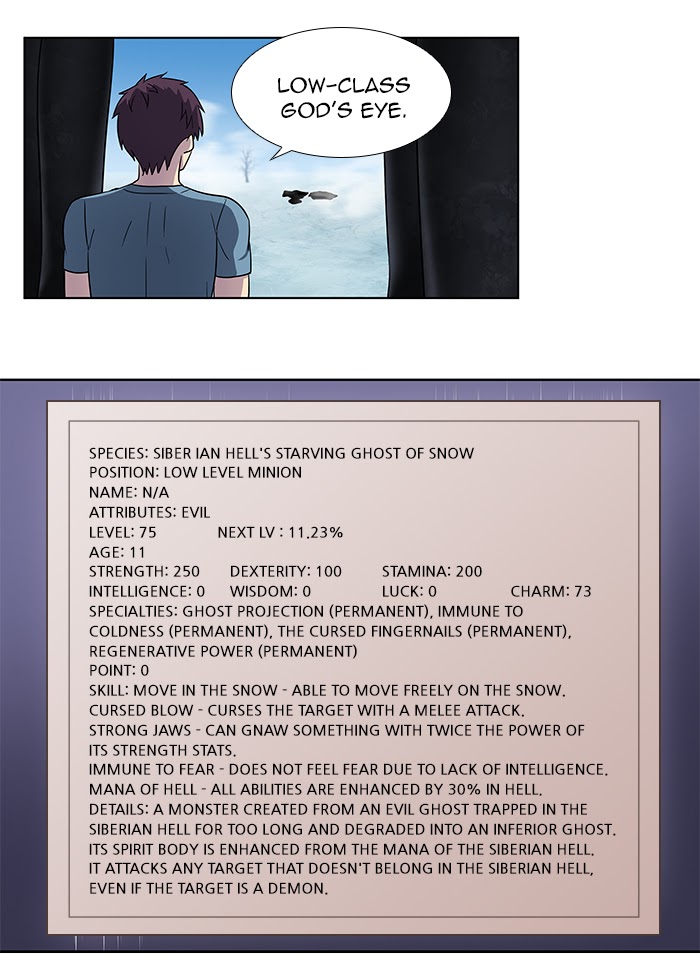 LOW-CLASS
GOD'S EYE.
SPECIES: SIBER IAN HELL'S STARVING GHOST OF SNOW
POSITION: LOW LEVEL MINION
NAME: N/A
ATTRIBUTES: EVIL
LEVEL: 75 NEXT LV : 11.23%
AGE: 11
STRENGTH: 250 DEXTERITY: 100 STAMINA: 200
INTELLIGENCE: 0 WISDOM: 0 LUCK: 0 CHARM: 73
SPECIALTIES: GHOST PROJECTION (PERMANENT), IMMUNE TO
COLDNESS (PERMANENT), THE CURSED FINGERNAILS (PERMANENT),
REGENERATIVE POWER (PERMANENT)
POINT: 0
SKILL: MOVE IN THE SNOW - ABLE TO MOVE FREELY ON THE SNOW.
CURSED BLOW - CURSES THE TARGET WITH A MELEE ATTACK.
STRONG JAWS - CAN GNAW SOMETHING WITH TWICE THE POWER OF
ITS STRENGTH STATS.
IMMUNE TO FEAR - DOES NOT FEEL FEAR DUE TO LACK OF INTELLIGENCE.
MANA OF HELL - ALL ABILITIES ARE ENHANCED BY 30% IN HELL.
DETAILS: A MONSTER CREATED FROM AN EVIL GHOST TRAPPED IN THE
SIBERIAN HELL FOR TOO LONG AND DEGRADED INTO AN INFERIOR GHOST.
ITS SPIRIT BODY IS ENHANCED FROM THE MANA OF THE SIBERIAN HELL.
IT ATTACKS ANY TARGET THAT DOESN'T BELONG IN THE SIBERIAN HELL,
EVEN IF THE TARGET IS A DEMON.